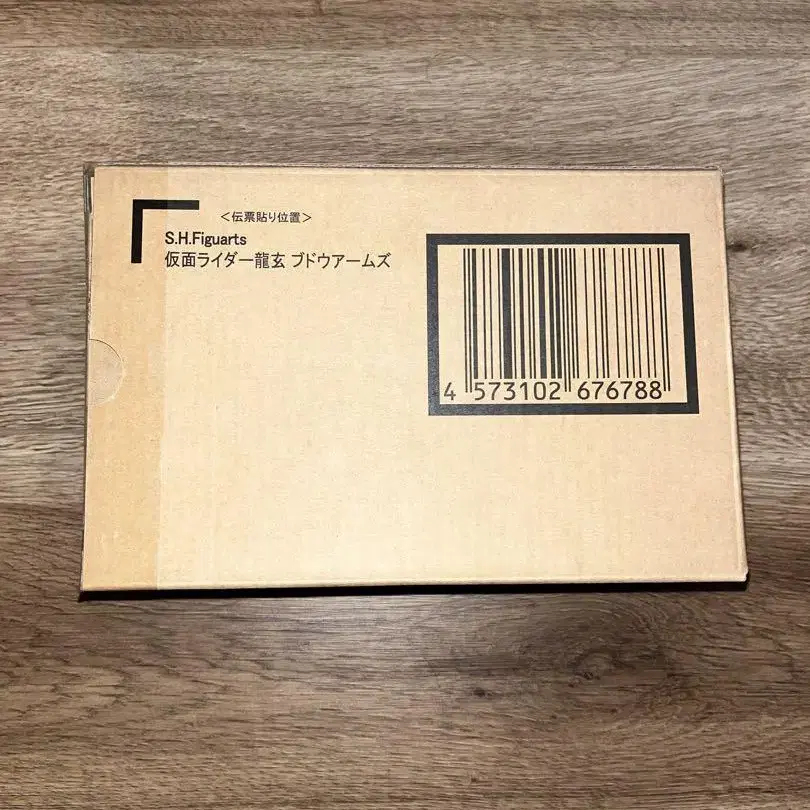 <伝票貼り位置>
S.H.Figuarts
仮面ライダー龍玄 ブドウアームズ
4 573102 676788